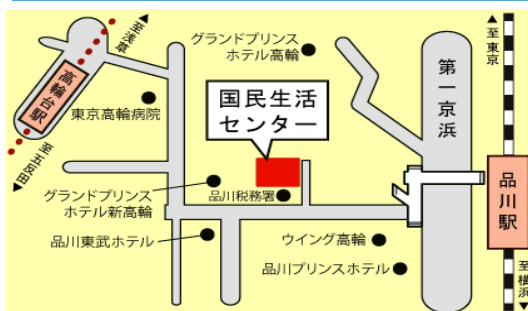 ▲至浅草
高輪台駅
至五反田▼
東京高輪病院
グランドプリンス
ホテル高輪
国民生活
センター
第一京浜
▲至東京
品川駅
至横浜▼
グランドプリンス
ホテル新高輪
品川税務署
品川東武ホテル
ウイング高輪
品川プリンスホテル